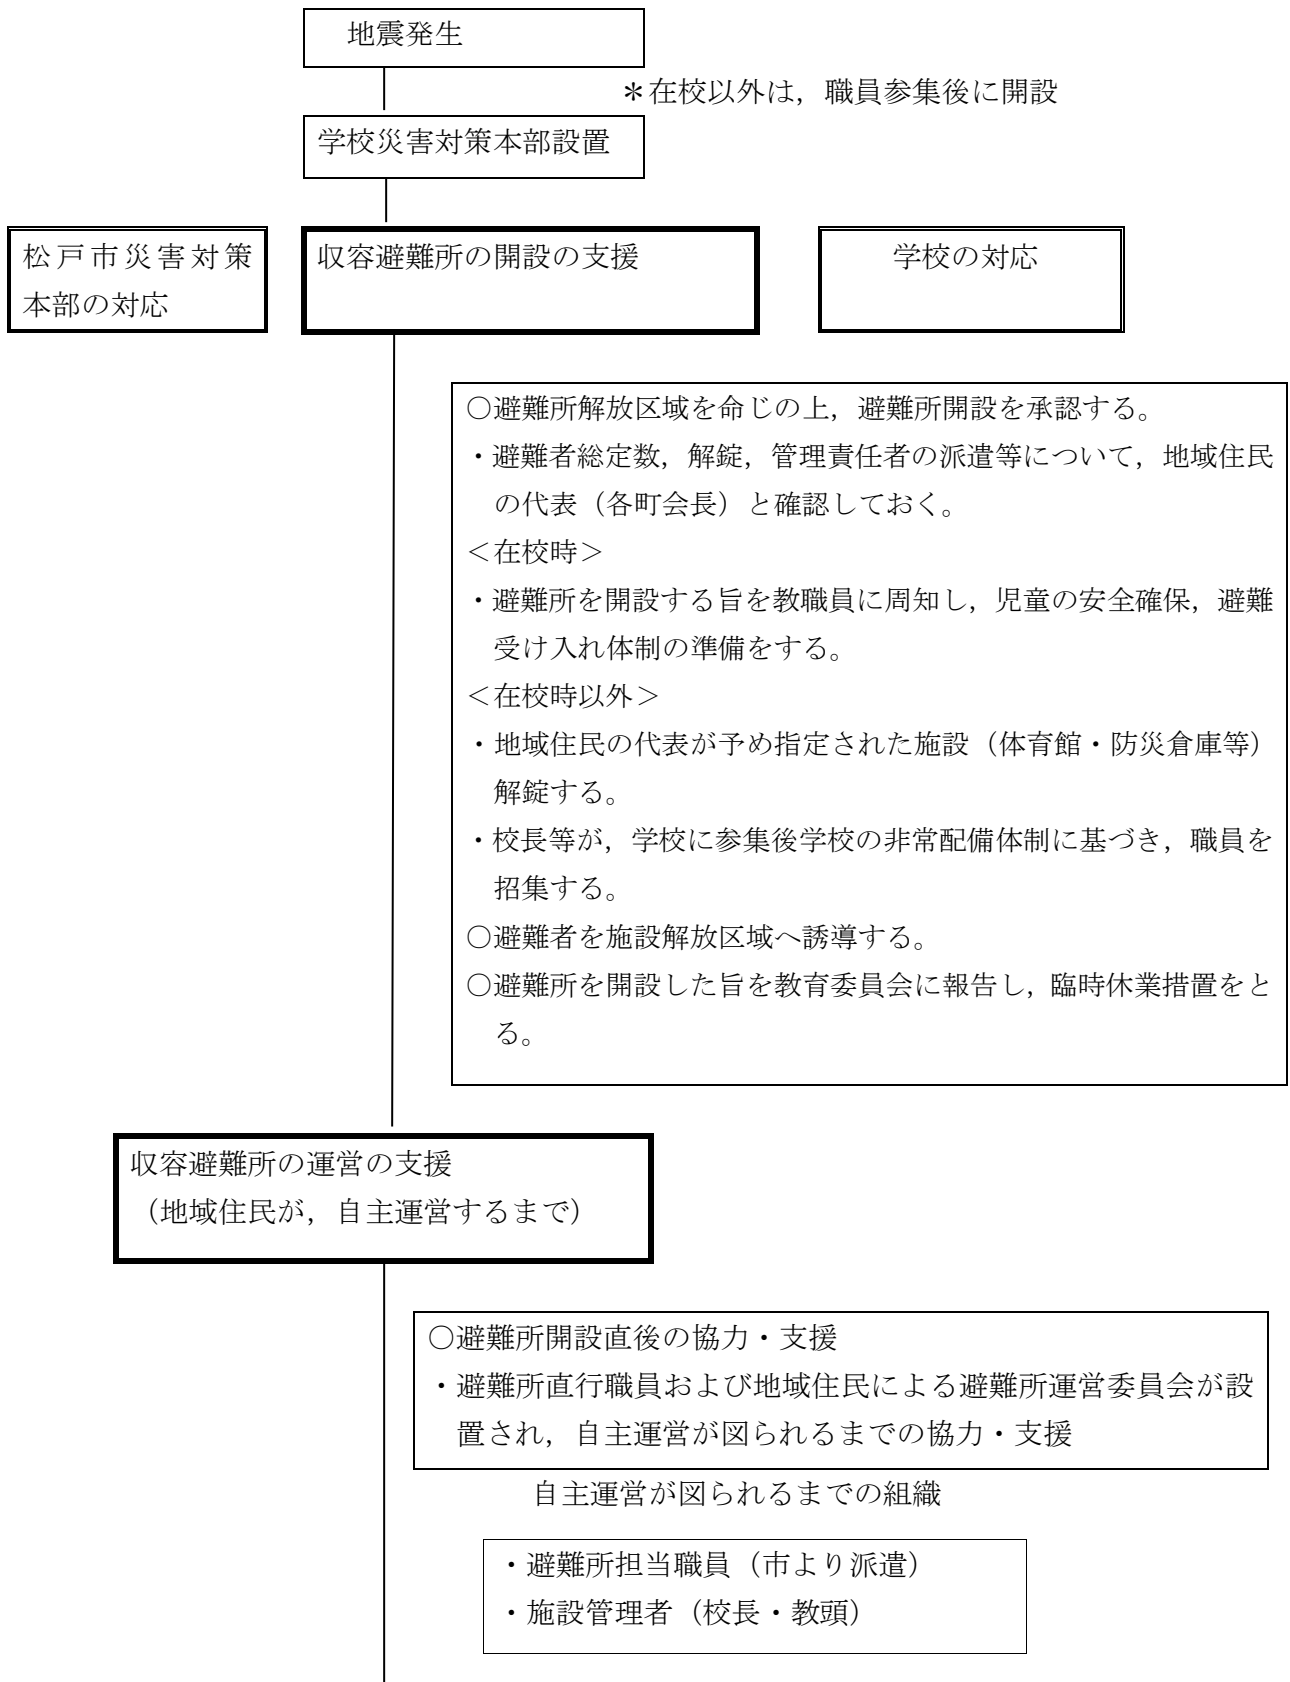 地震発生
＊在校以外は，職員参集後に開設
学校災害対策本部設置
松戸市災害対策
本部の対応
収容避難所の開設の支援
学校の対応
〇避難所解放区域を命じの上，避難所開設を承認する。
・避難者総定数，解錠，管理責任者の派遣等について，地域住民
の代表（各町会長）と確認しておく。
＜在校時＞
・避難所を開設する旨を教職員に周知し，児童の安全確保，避難
受け入れ体制の準備をする。
＜在校時以外＞
・地域住民の代表が予め指定された施設（体育館・防災倉庫等）
解錠する。
・校長等が，学校に参集後学校の非常配備体制に基づき，職員を
招集する。
〇避難者を施設解放区域へ誘導する。
〇避難所を開設した旨を教育委員会に報告し，臨時休業措置をと
る。
収容避難所の運営の支援
（地域住民が，自主運営するまで）
〇避難所開設直後の協力・支援
・避難所直行職員および地域住民による避難所運営委員会が設
置され，自主運営が図られるまでの協力・支援
自主運営が図られるまでの組織
・避難所担当職員（市より派遣）
・施設管理者（校長・教頭）